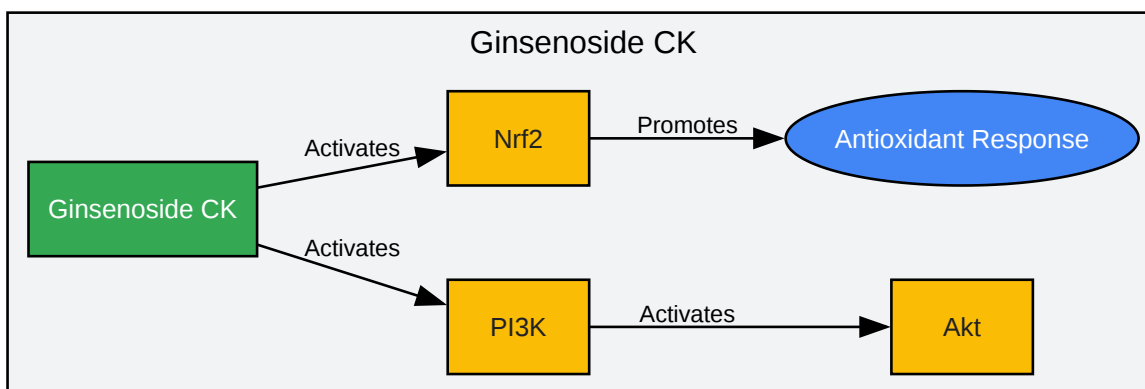 Ginsenoside CK
Ginsenoside CK
Activates
Nrf2
Promotes
Antioxidant Response
Activates
PI3K
Activates
Akt